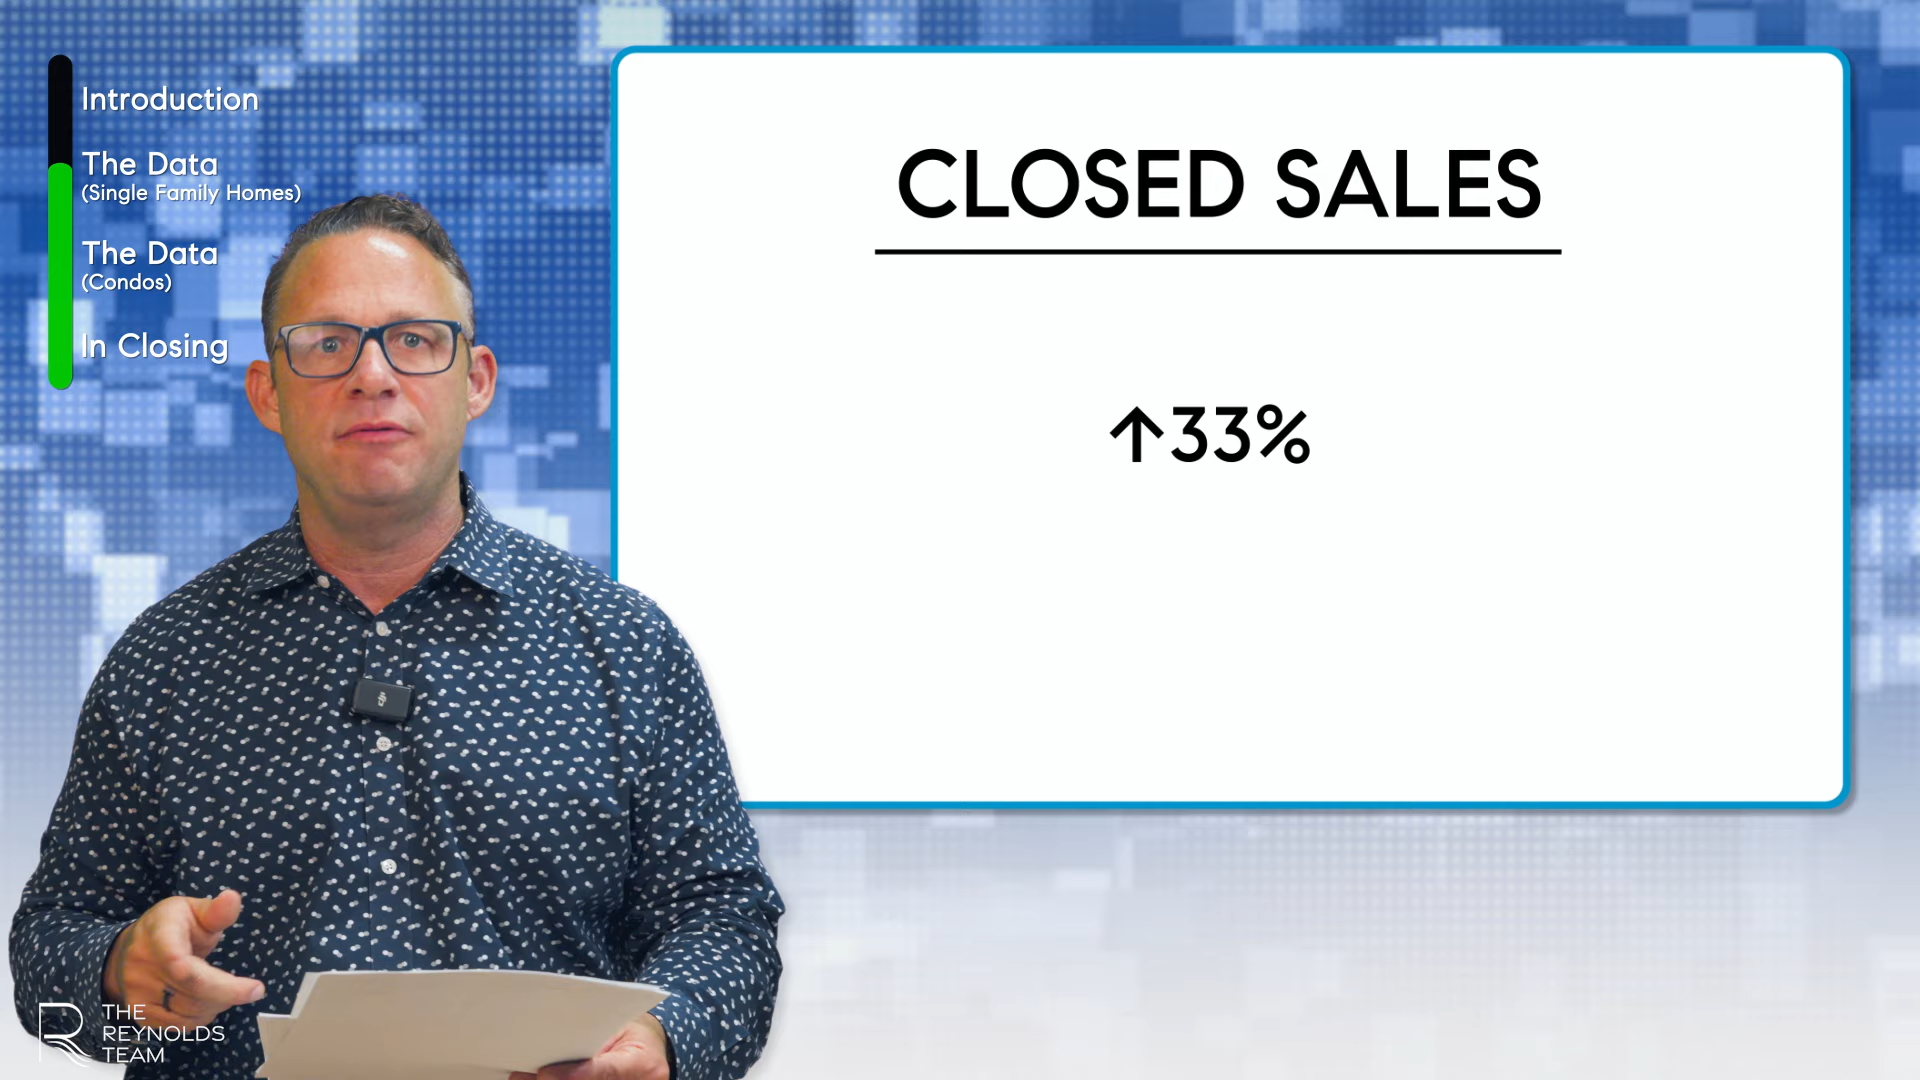 Introduction
The Data
(Single Family Homes)
The Data
(Condos)
In Closing
CLOSED SALES
↑33%
THE
REYNOLDS
TEAM